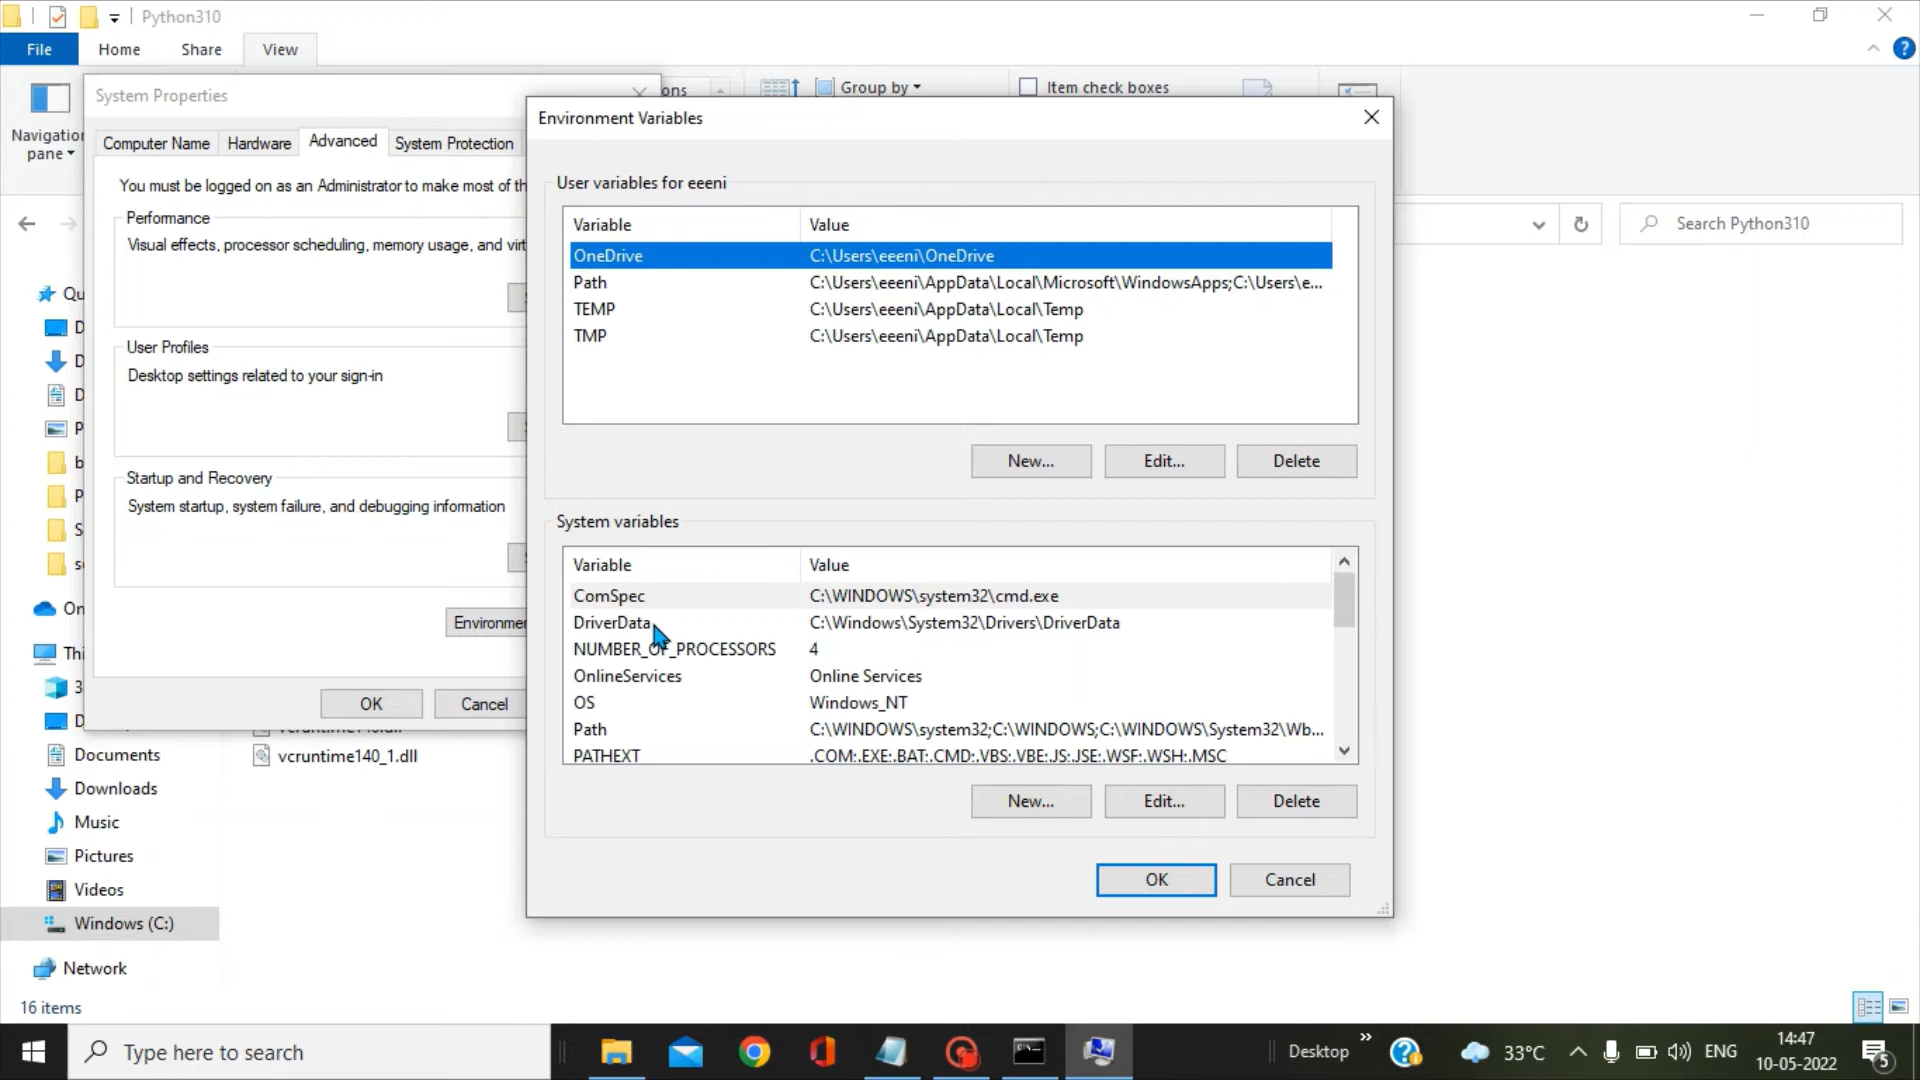 Python310
File
Home
Share
View
Navigation
pane
ons
Group by
Item check boxes
System Properties
Computer Name
Hardware
Advanced
System Protection
You must be logged on as an Administrator to make most of th
Performance
Visual effects, processor scheduling, memory usage, and virt
User Profiles
Desktop settings related to your sign-in
Startup and Recovery
System startup, system failure, and debugging information
Environmen
OK
Cancel
Environment Variables
User variables for eeeni
Variable
Value
OneDrive
C:\Users\eeeni\OneDrive
Path
C:\Users\eeeni\AppData\Local\Microsoft\WindowsApps;C:\Users\e...
TEMP
C:\Users\eeeni\AppData\Local\Temp
TMP
C:\Users\eeeni\AppData\Local\Temp
New...
Edit...
Delete
System variables
Variable
Value
ComSpec
C:\WINDOWS\system32\cmd.exe
DriverData
C:\Windows\System32\Drivers\DriverData
NUMBER_OF_PROCESSORS
4
OnlineServices
Online Services
OS
Windows_NT
Path
C:\WINDOWS\system32;C:\WINDOWS;C:\WINDOWS\System32\Wb...
PATHEXT
.COM;.EXE;.BAT;.CMD;.VBS;.VBE;.JS;.JSE;.WSF;.WSH;.MSC
New...
Edit...
Delete
OK
Cancel
Search Python310
Qu
D
D
D
P
b
P
S
so
On
Thi
3
D
Documents
Downloads
Music
Pictures
Videos
Windows (C:)
Network
vcruntime140_1.dll
16 items
Type here to search
Desktop
33°C
ENG
14:47
10-05-2022
5